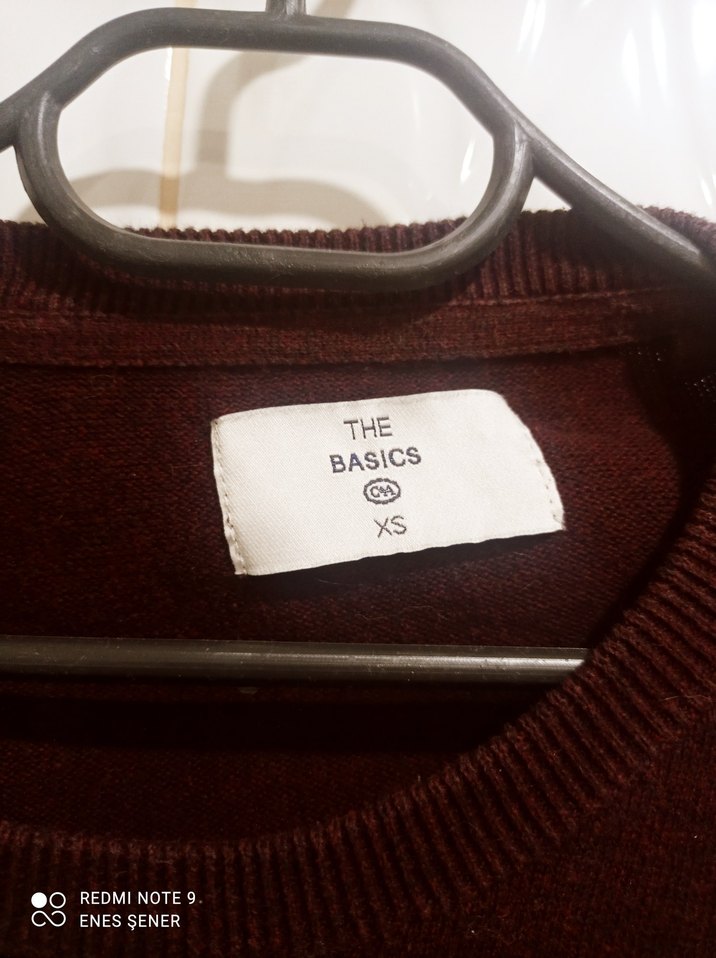 THE
BASICS
C&A
XS
REDMI NOTE 9
ENES ŞENER